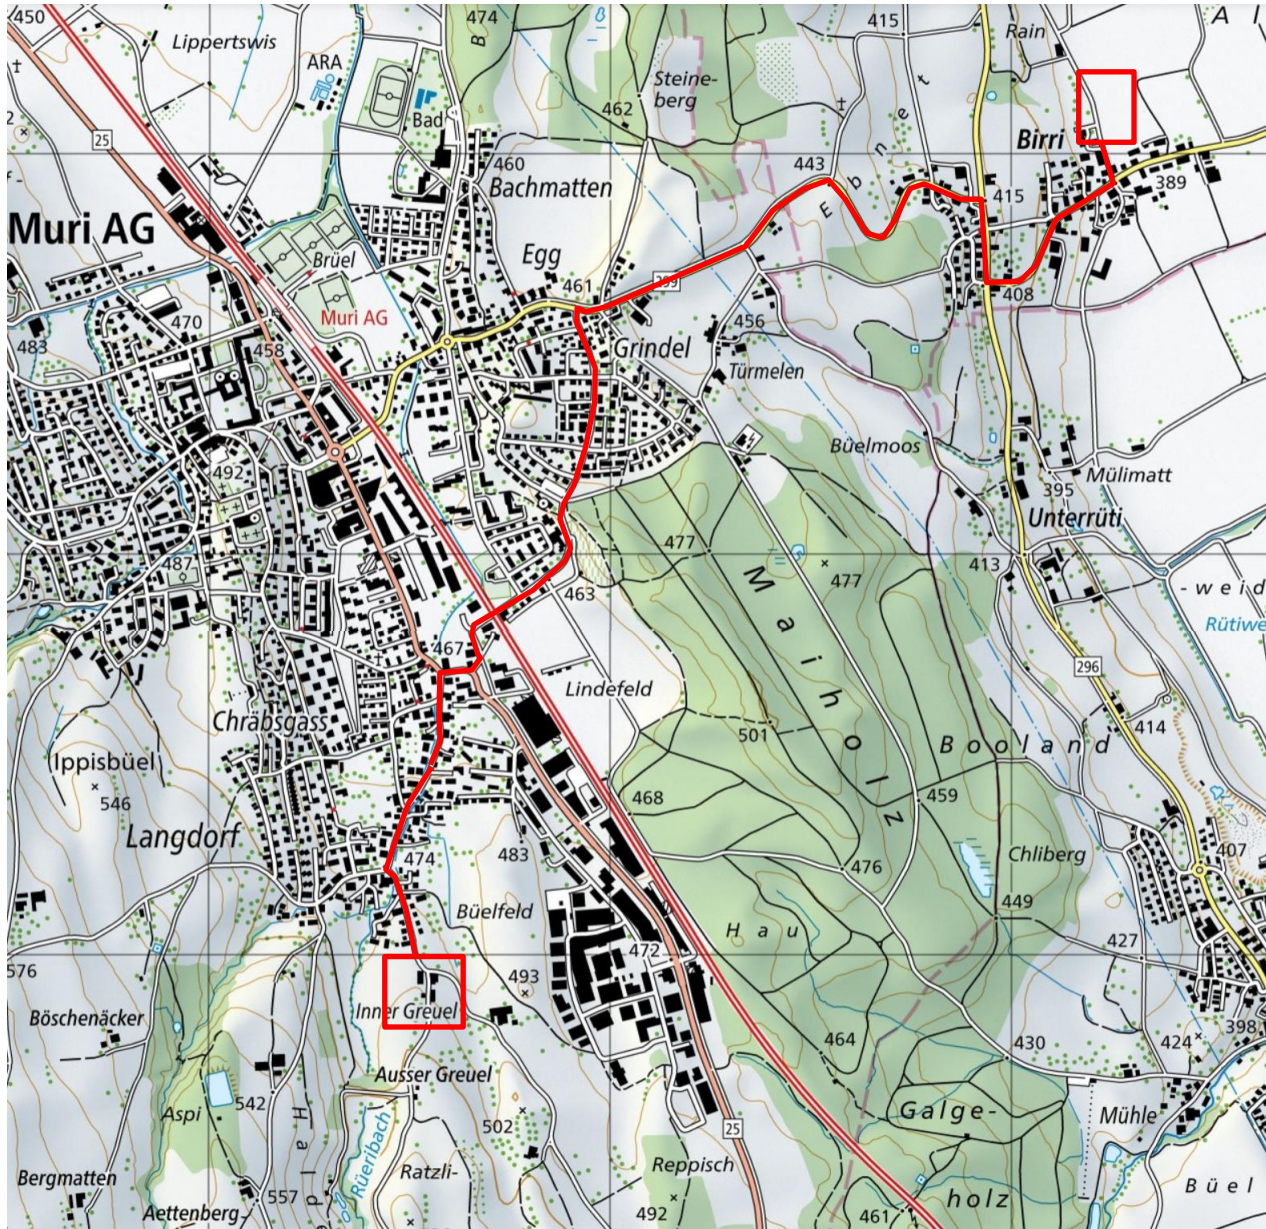 450
474
B
415
Rain
A l
Lippertswis
ARA
Steine-
berg
462
Bad
25
Birri
443
E b n e t
460
Bachmatten
415
389
Muri AG
Brüel
Egg
461
299
408
Muri AG
470
483
458
Grindel
456
Türmelen
Büelmoos
Mülimatt
492
395
Unterrüti
477
477
487
463
413
Maiholz
-weid
Rütiwe
467
296
Lindefeld
Chräbsgass
501
414
Booland
Ippisbüel
546
468
459
Langdorf
483
474
476
Chliberg
407
Büelfeld
449
Hau
427
472
576
493
Inner Greuel
Böschenäcker
398
464
430
424
Ausser Greuel
Aspi
542
Halde
502
Galge-
Mühle
25
Rüeribach
Bergmatten
Ratzli-
Reppisch
557
492
holz
Büel
Aettenberg-
461